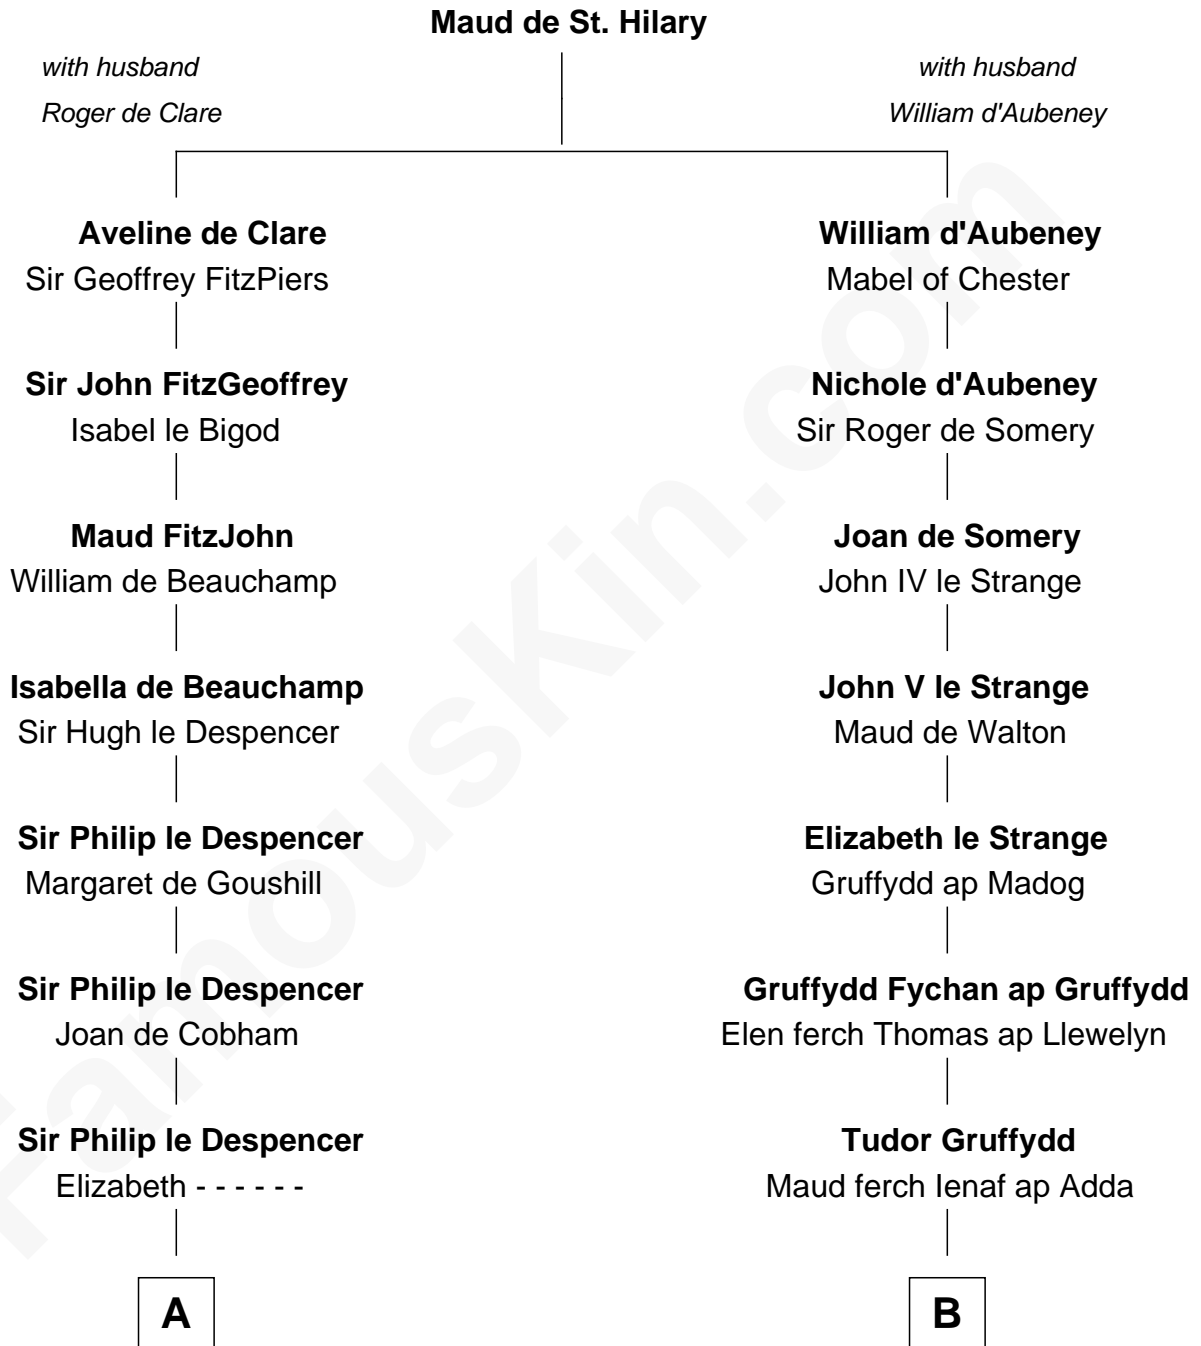 Maud de St. Hilary
with husband
Roger de Clare
with husband
William d'Aubeney
Aveline de Clare
Sir Geoffrey FitzPiers
William d'Aubeney
Mabel of Chester
Sir John FitzGeoffrey
Isabel le Bigod
Nichole d'Aubeney
Sir Roger de Somery
Maud FitzJohn
William de Beauchamp
Joan de Somery
John IV le Strange
Isabella de Beauchamp
Sir Hugh le Despencer
John V le Strange
Maud de Walton
Sir Philip le Despencer
Margaret de Goushill
Elizabeth le Strange
Gruffydd ap Madog
Sir Philip le Despencer
Joan de Cobham
Gruffydd Fychan ap Gruffydd
Elen ferch Thomas ap Llewelyn
Sir Philip le Despencer
Elizabeth - - - - - -
Tudor Gruffydd
Maud ferch Ienaf ap Adda
A
B
FamousKin.com